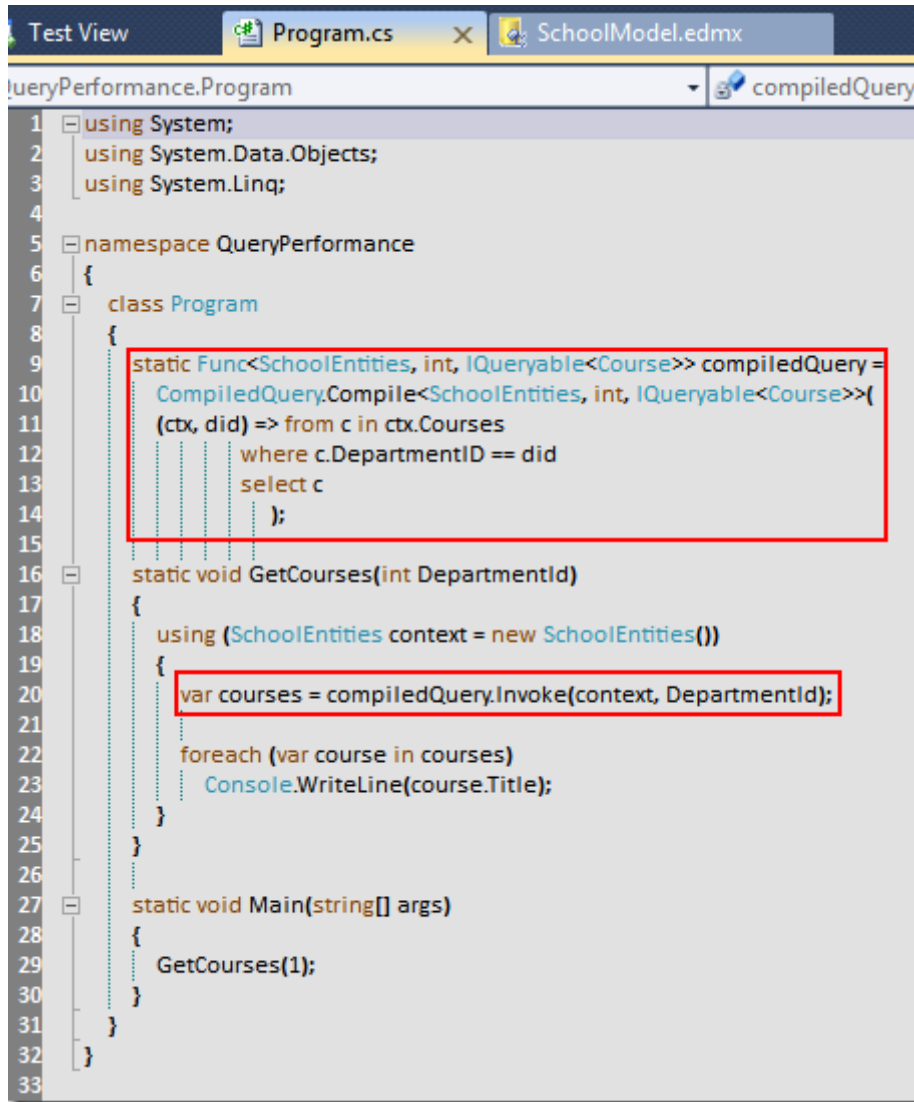 Test View Program.cs SchoolModel.edmx
QueryPerformance.Program compiledQuery
1 using System;
2 using System.Data.Objects;
3 using System.Linq;
4
5 namespace QueryPerformance
6 {
7 class Program
8 {
9 static Func<SchoolEntities, int, IQueryable<Course>> compiledQuery =
10 CompiledQuery.Compile<SchoolEntities, int, IQueryable<Course>>(
11 (ctx, did) => from c in ctx.Courses
12 where c.DepartmentID == did
13 select c
14 );
15
16 static void GetCourses(int DepartmentId)
17 {
18 using (SchoolEntities context = new SchoolEntities())
19 {
20 var courses = compiledQuery.Invoke(context, DepartmentId);
21
22 foreach (var course in courses)
23 Console.WriteLine(course.Title);
24 }
25 }
26
27 static void Main(string[] args)
28 {
29 GetCourses(1);
30 }
31 }
32 }
33